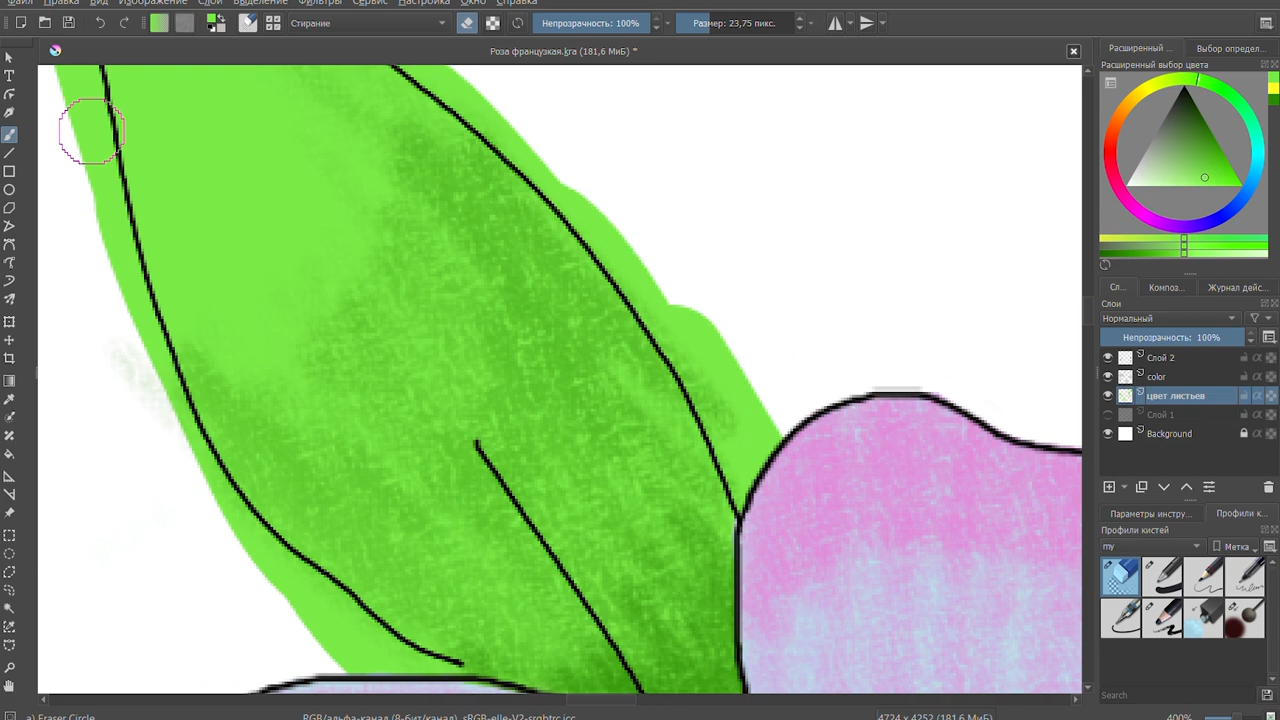 Файл Правка Вид Изображение Слой Выделение Фильтры Сервис Настройка Окно Справка
Стирание
Непрозрачность: 100%
Размер: 23,75 пикс.
Роза французкая.kra (181,6 МиБ) *
Расширенный ...
Выбор определ...
Расширенный выбор цвета
Сл...
Композ...
Журнал дейс...
Слои
Нормальный
Непрозрачность: 100%
Слой 2
color
цвет листьев
Слой 1
Background
Параметры инстру...
Профили к...
Профили кистей
my
Метка
Search
a) Eraser Circle
RGB/альфа-канал (8-бит/канал), sRGB-elle-V2-srgbtrc.icc
4724 x 4252 (181,6 МиБ)
400%